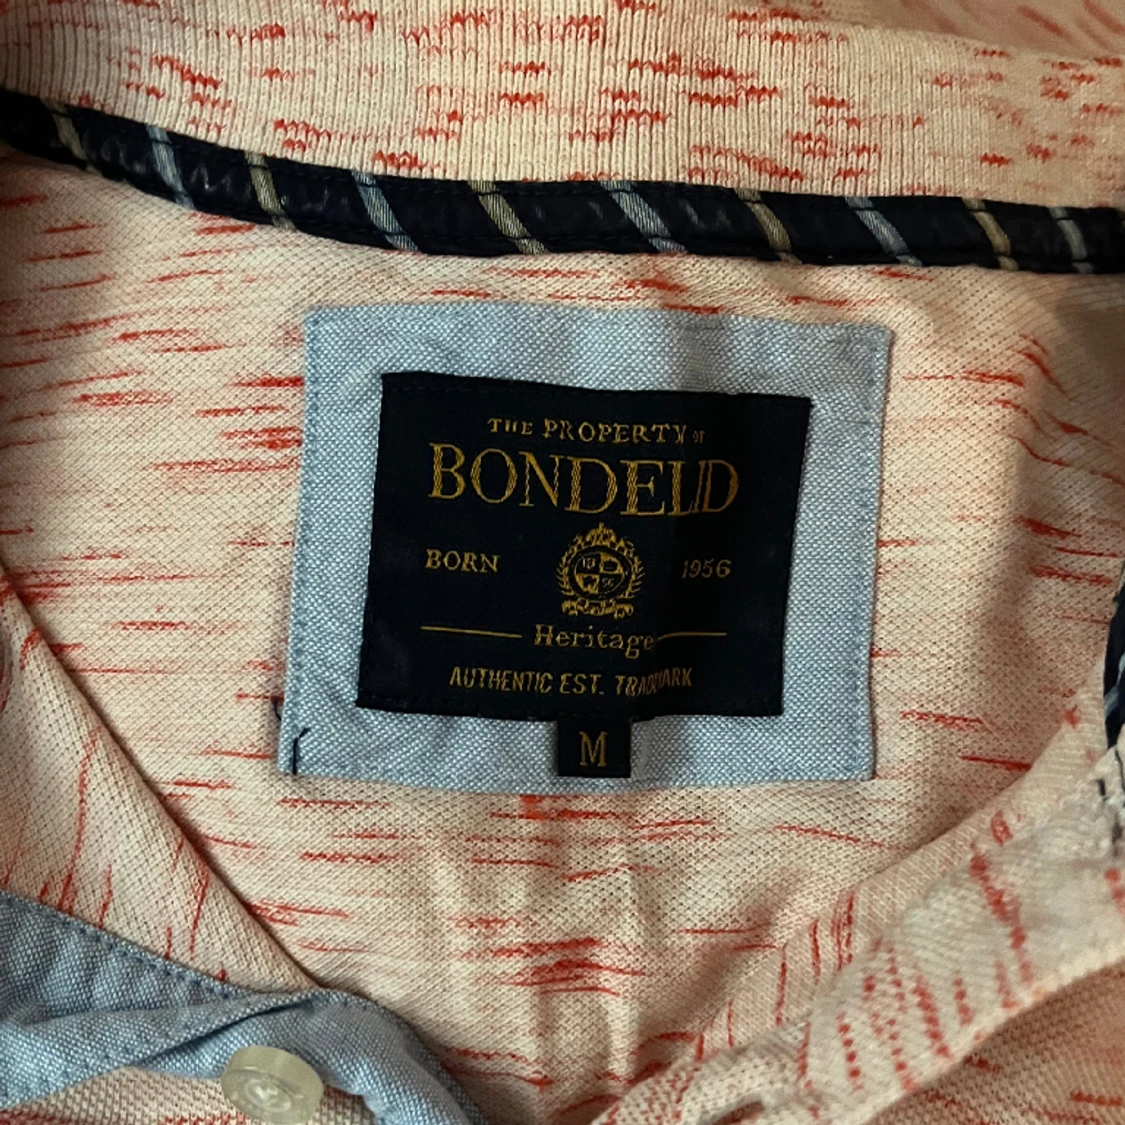 THE PROPERTY OF
BONDELID
BORN 1956
Heritage
AUTHENTIC EST. TRADEMARK
M